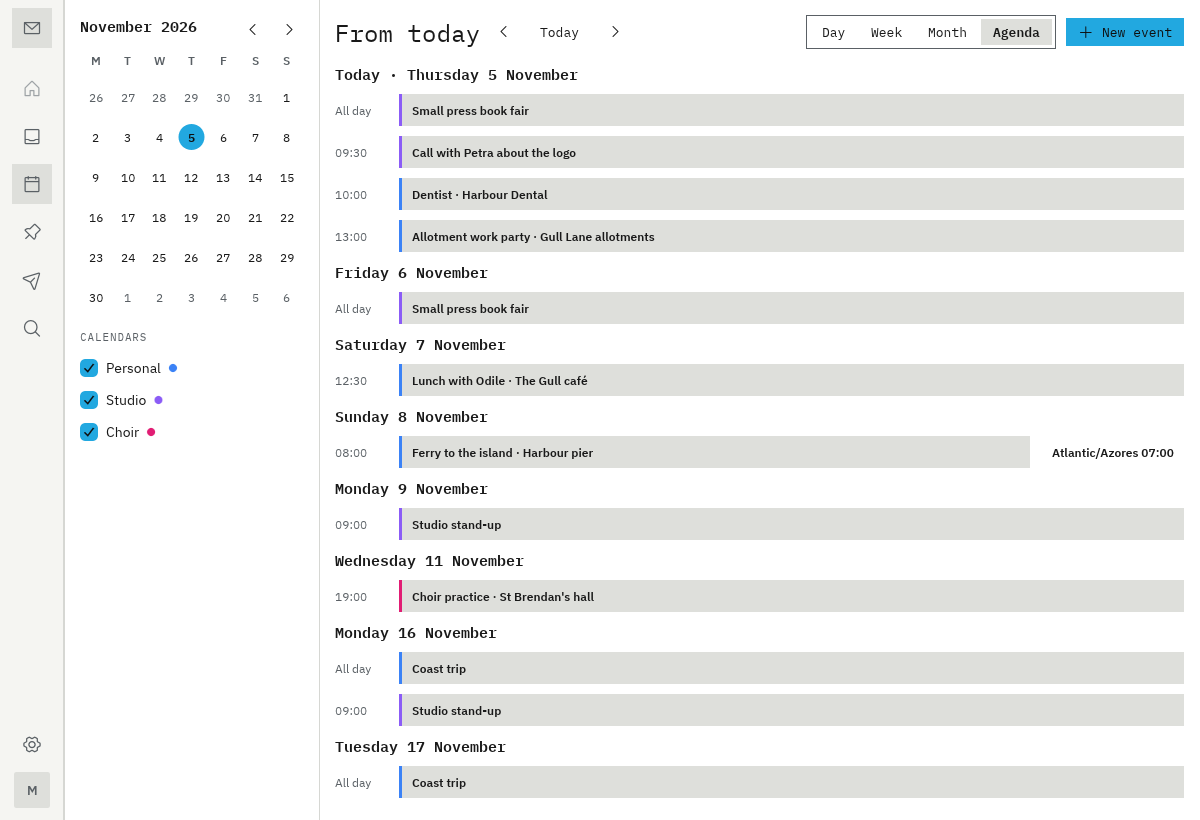 November 2026
M T W T F S S
26 27 28 29 30 31 1
2 3 4 5 6 7 8
9 10 11 12 13 14 15
16 17 18 19 20 21 22
23 24 25 26 27 28 29
30 1 2 3 4 5 6
CALENDARS
Personal
Studio
Choir
M
From today
Today
Day Week Month Agenda
New event
Today · Thursday 5 November
All day Small press book fair
09:30 Call with Petra about the logo
10:00 Dentist · Harbour Dental
13:00 Allotment work party · Gull Lane allotments
Friday 6 November
All day Small press book fair
Saturday 7 November
12:30 Lunch with Odile · The Gull café
Sunday 8 November
08:00 Ferry to the island · Harbour pier Atlantic/Azores 07:00
Monday 9 November
09:00 Studio stand-up
Wednesday 11 November
19:00 Choir practice · St Brendan's hall
Monday 16 November
All day Coast trip
09:00 Studio stand-up
Tuesday 17 November
All day Coast trip